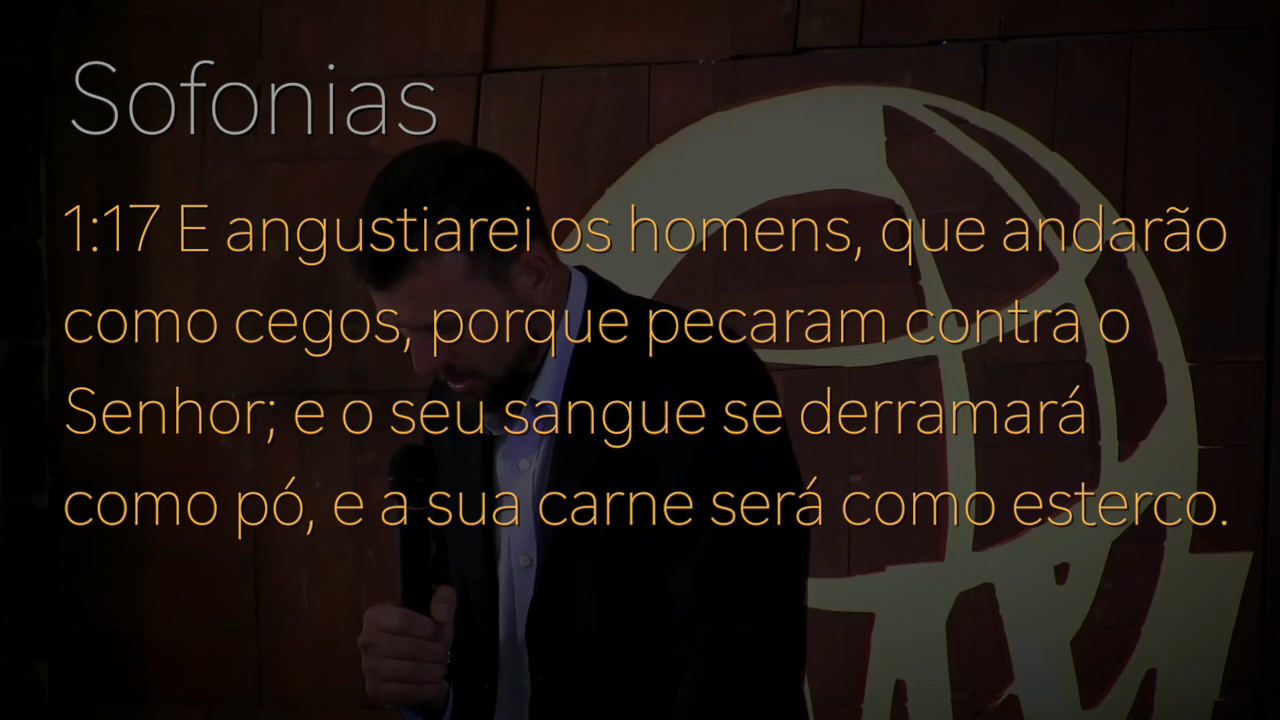 Sofonias
1:17 E angustiarei os homens, que andarão
como cegos, porque pecaram contra o
Senhor; e o seu sangue se derramará
como pó, e a sua carne será como esterco.